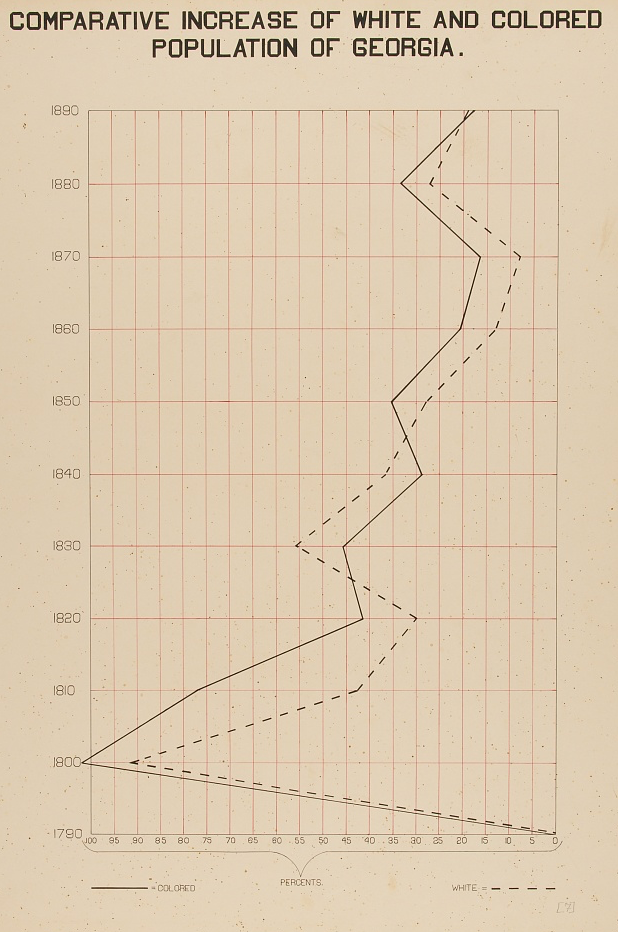 COMPARATIVE INCREASE OF WHITE AND COLORED
POPULATION OF GEORGIA.
1890
1880
1870
1860
1850
1840
1830
1820
1810
1800
1790
100 95 90 85 80 75 70 65 60 55 50 45 40 35 30 25 20 15 10 5 0
PERCENTS.
= COLORED
WHITE =